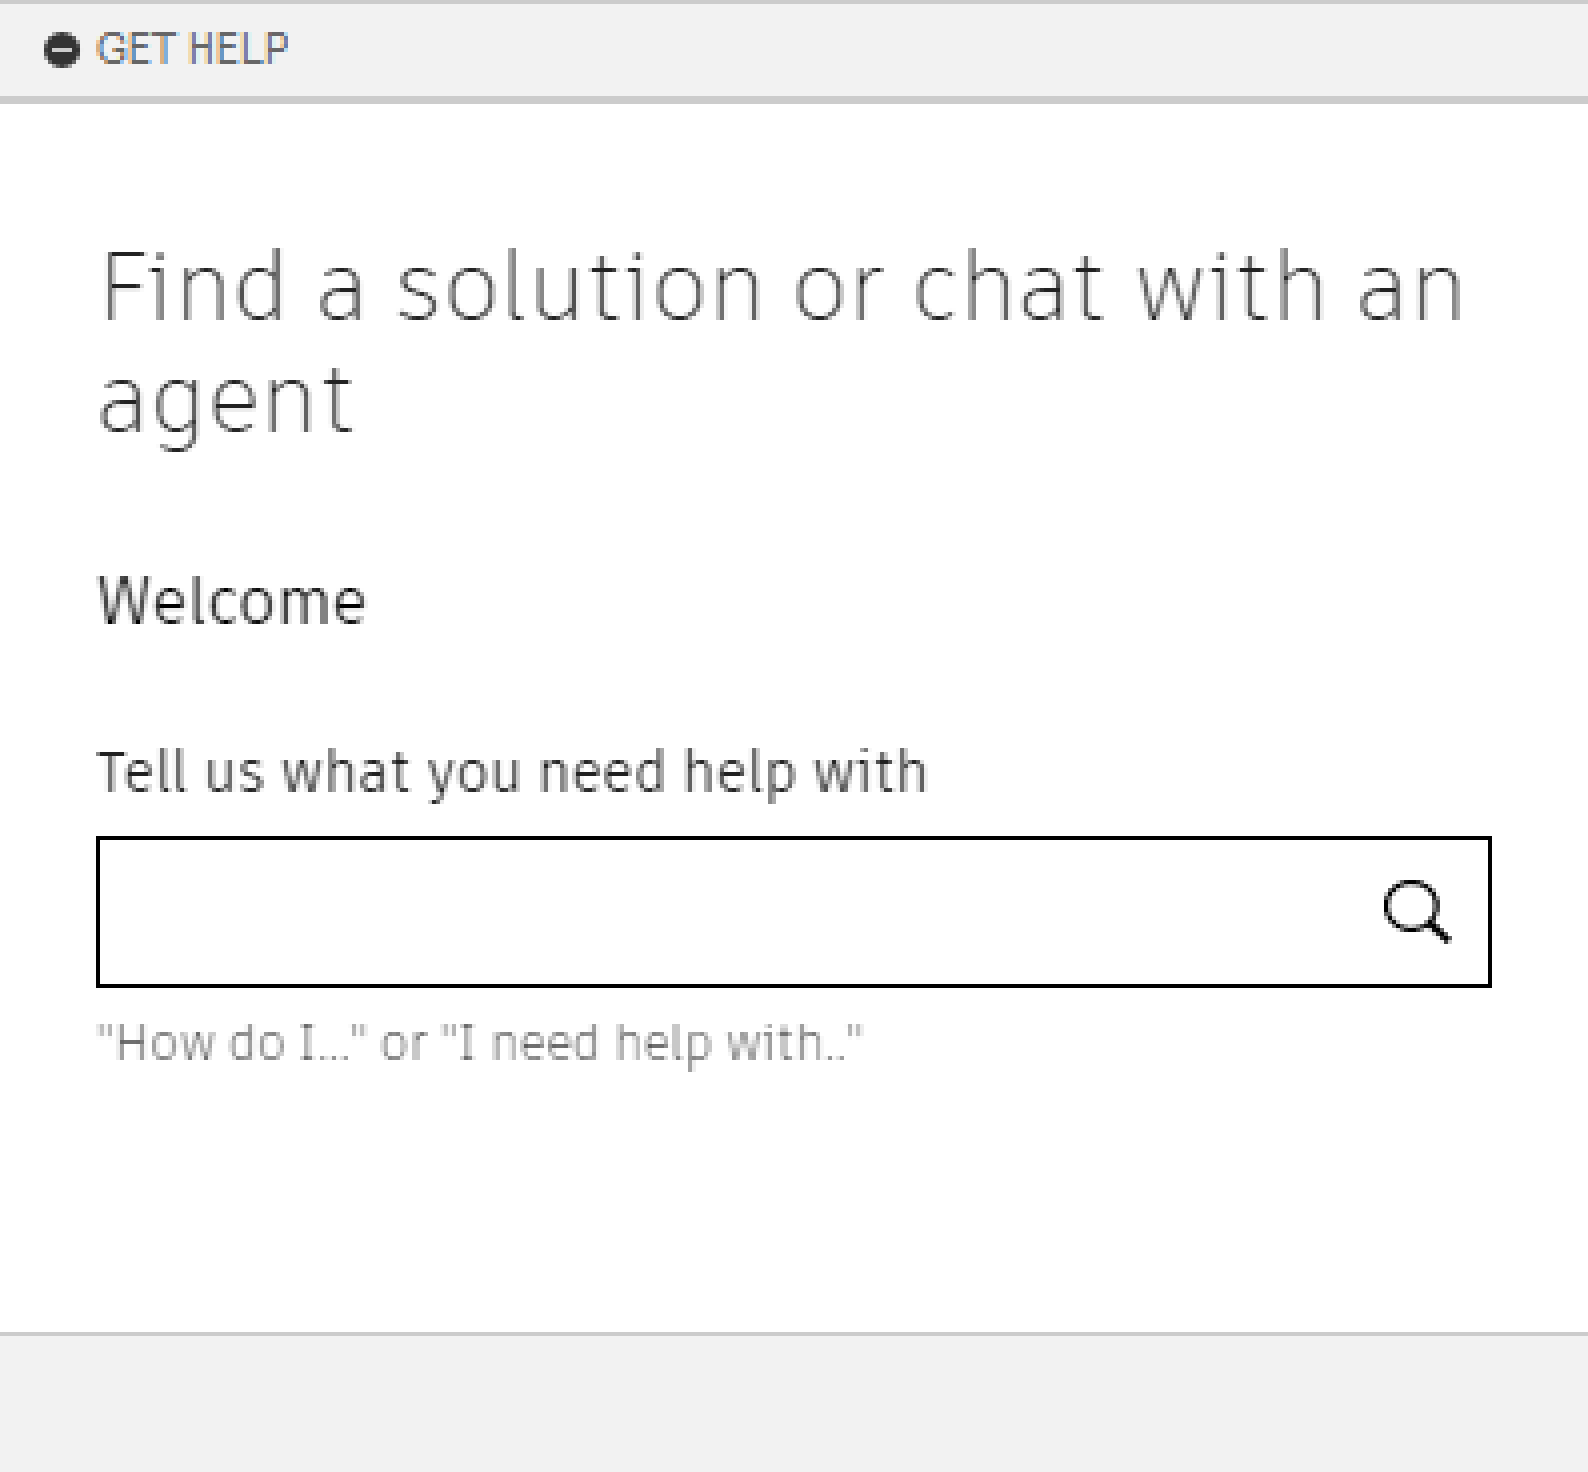 GET HELP
Find a solution or chat with an
agent
Welcome
Tell us what you need help with
"How do I..." or "I need help with.."